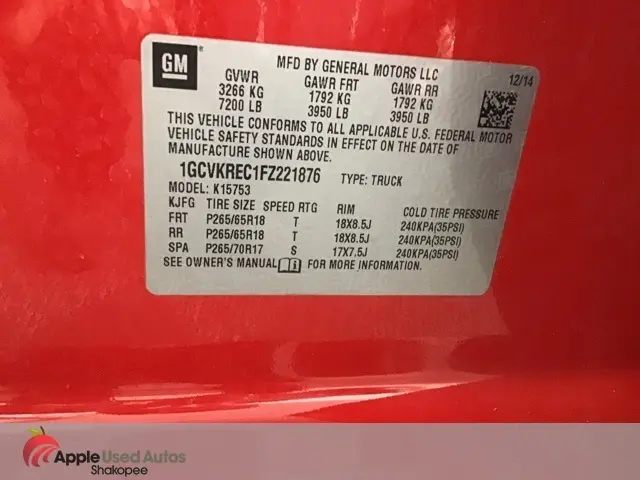 GM
MFD BY GENERAL MOTORS LLC
12/14
GVWR GAWR FRT GAWR RR
3266 KG 1792 KG 1792 KG
7200 LB 3950 LB 3950 LB
THIS VEHICLE CONFORMS TO ALL APPLICABLE U.S. FEDERAL MOTOR
VEHICLE SAFETY STANDARDS IN EFFECT ON THE DATE OF
MANUFACTURE SHOWN ABOVE.
1GCVKREC1FZ221876 TYPE: TRUCK
MODEL: K15753
KJFG TIRE SIZE SPEED RTG RIM COLD TIRE PRESSURE
FRT P265/65R18 T 18X8.5J 240KPA(35PSI)
RR P265/65R18 T 18X8.5J 240KPA(35PSI)
SPA P265/70R17 S 17X7.5J 240KPA(35PSI)
SEE OWNER'S MANUAL FOR MORE INFORMATION.
Apple Used Autos
Shakopee